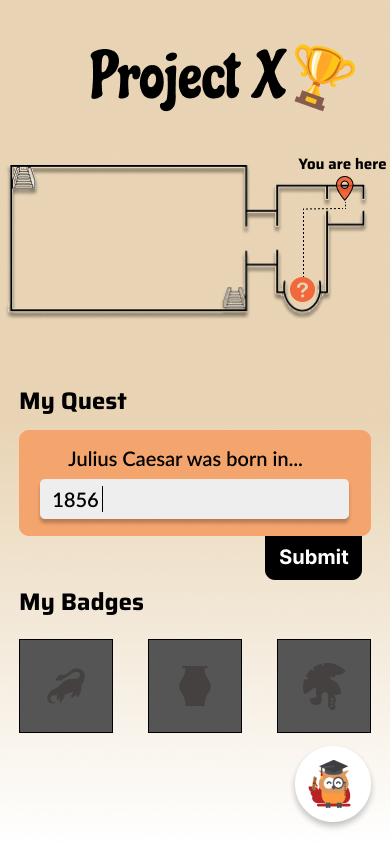 Project X
You are here
?
My Quest
Julius Caesar was born in...
1856
Submit
My Badges